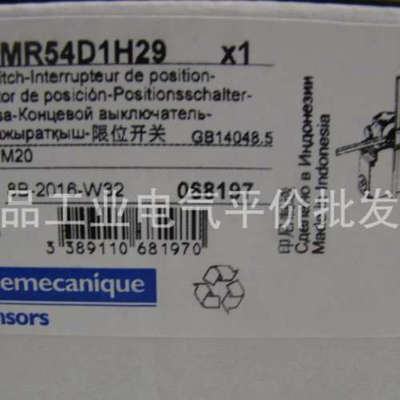 MR54D1H29 x1
itch-Interrupteur de position-
tor de posición-Positionsschalter-
sa-Концевой выключатель-
жыратқыш-限位开关 GB14048.5
M20
8B-2016-W32 068197
品工业电气平价批发
3 389110 681970
emecanique
nsors
Сделано в Индонезии
Made in Indonesia